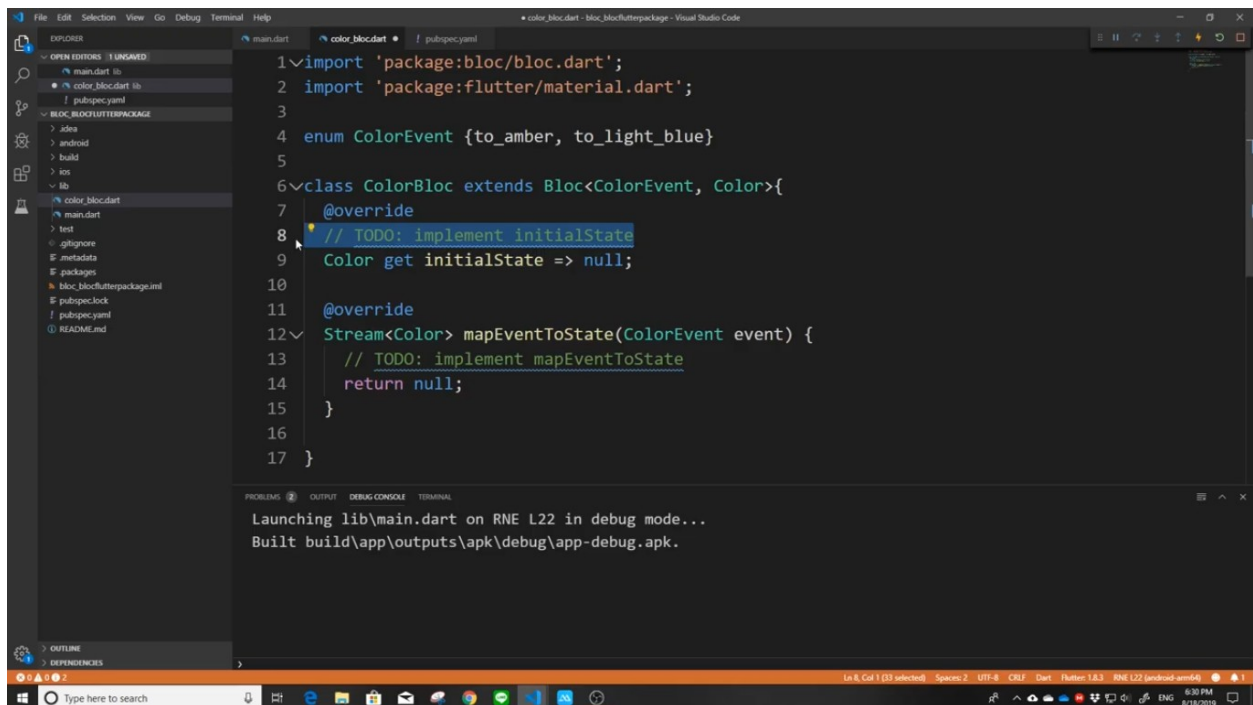 File Edit Selection View Go Debug Terminal Help
● color_bloc.dart - bloc_blocflutterpackage - Visual Studio Code
EXPLORER
main.dart
color_bloc.dart ●
! pubspec.yaml
OPEN EDITORS 1 UNSAVED
main.dart lib
● color_bloc.dart lib
! pubspec.yaml
BLOC_BLOCFLUTTERPACKAGE
> .idea
> android
> build
> ios
lib
color_bloc.dart
main.dart
> test
.gitignore
.metadata
.packages
bloc_blocflutterpackage.iml
pubspec.lock
! pubspec.yaml
README.md
OUTLINE
DEPENDENCIES
1 import 'package:bloc/bloc.dart';
2 import 'package:flutter/material.dart';
3
4 enum ColorEvent {to_amber, to_light_blue}
5
6 class ColorBloc extends Bloc<ColorEvent, Color>{
7 @override
8 // TODO: implement initialState
9 Color get initialState => null;
10
11 @override
12 Stream<Color> mapEventToState(ColorEvent event) {
13 // TODO: implement mapEventToState
14 return null;
15 }
16
17 }
PROBLEMS 2 OUTPUT DEBUG CONSOLE TERMINAL
Launching lib\main.dart on RNE L22 in debug mode...
Built build\app\outputs\apk\debug\app-debug.apk.
0 0 2
Ln 8, Col 1 (33 selected) Spaces: 2 UTF-8 CRLF Dart Flutter: 1.8.3 RNE L22 (android-arm64) 1
Type here to search
ENG
6:30 PM
8/18/2019